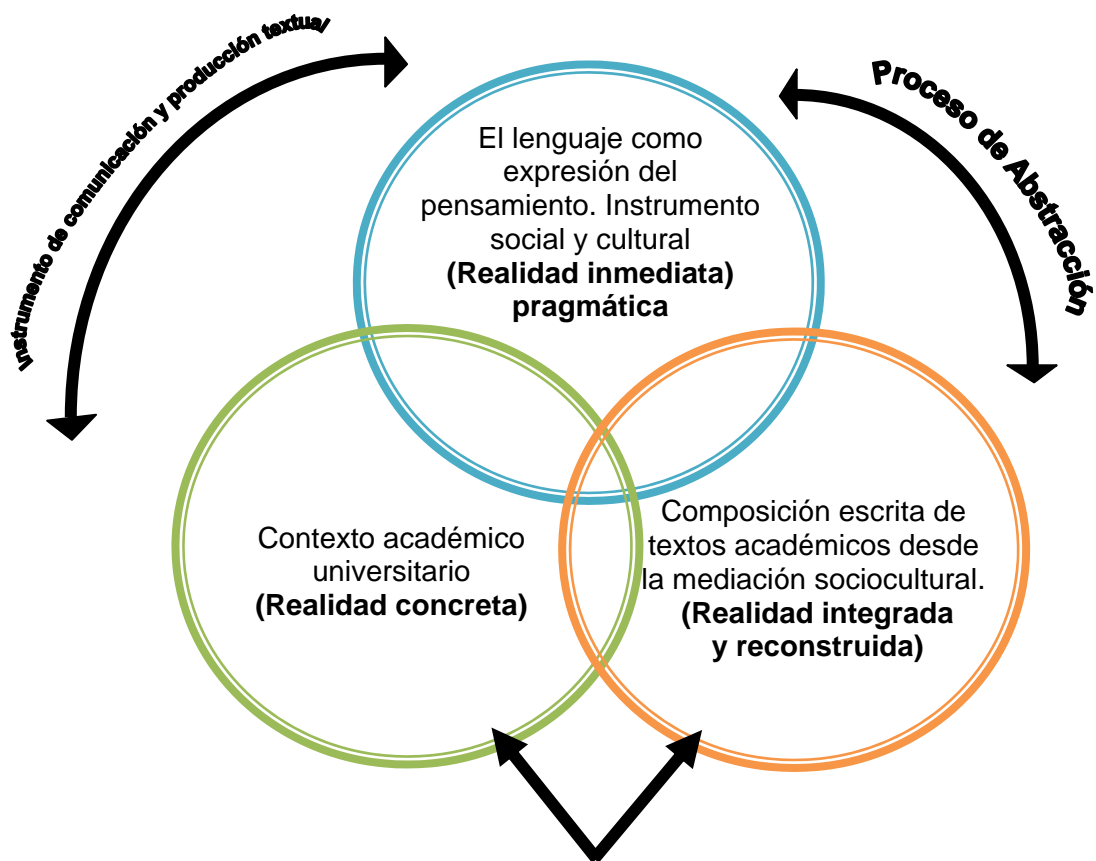 Instrumento de comunicación y producción textual
Proceso de Abstracción
El lenguaje como
expresión del
pensamiento. Instrumento
social y cultural
(Realidad inmediata)
pragmática
Contexto académico
universitario
(Realidad concreta)
Composición escrita de
textos académicos desde
la mediación sociocultural.
(Realidad integrada
y reconstruida)